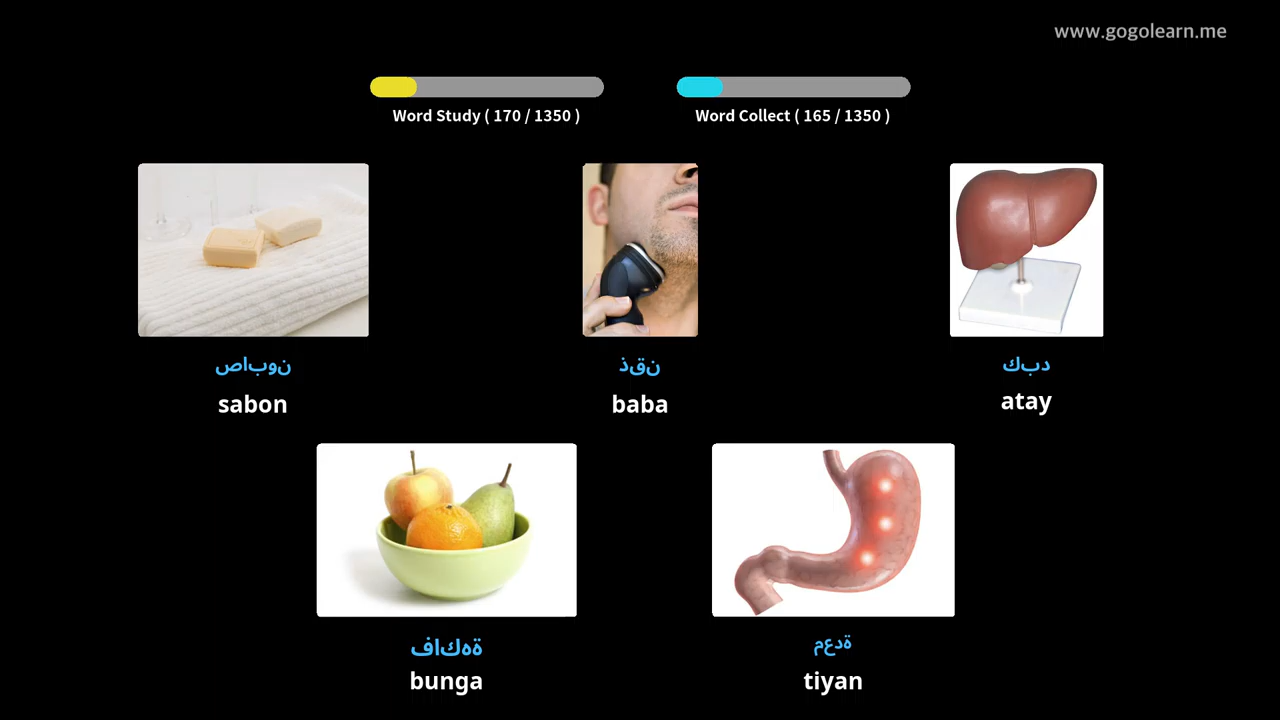 www.gogolearn.me
Word Study ( 170 / 1350 )
Word Collect ( 165 / 1350 )
صابون
sabon
ذقن
baba
كبد
atay
فاكهة
bunga
معدة
tiyan